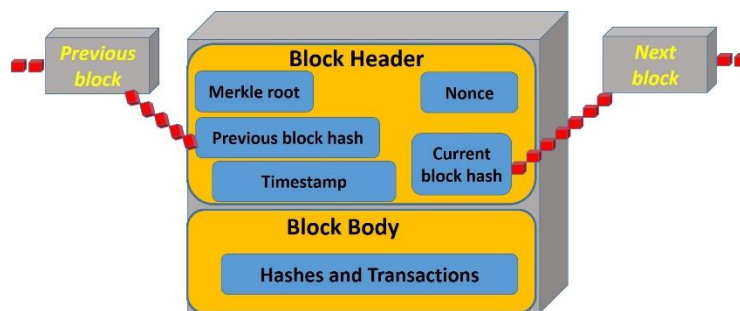 Previous
block
Block Header
Next
block
Merkle root
Nonce
Previous block hash
Current
block hash
Timestamp
Block Body
Hashes and Transactions